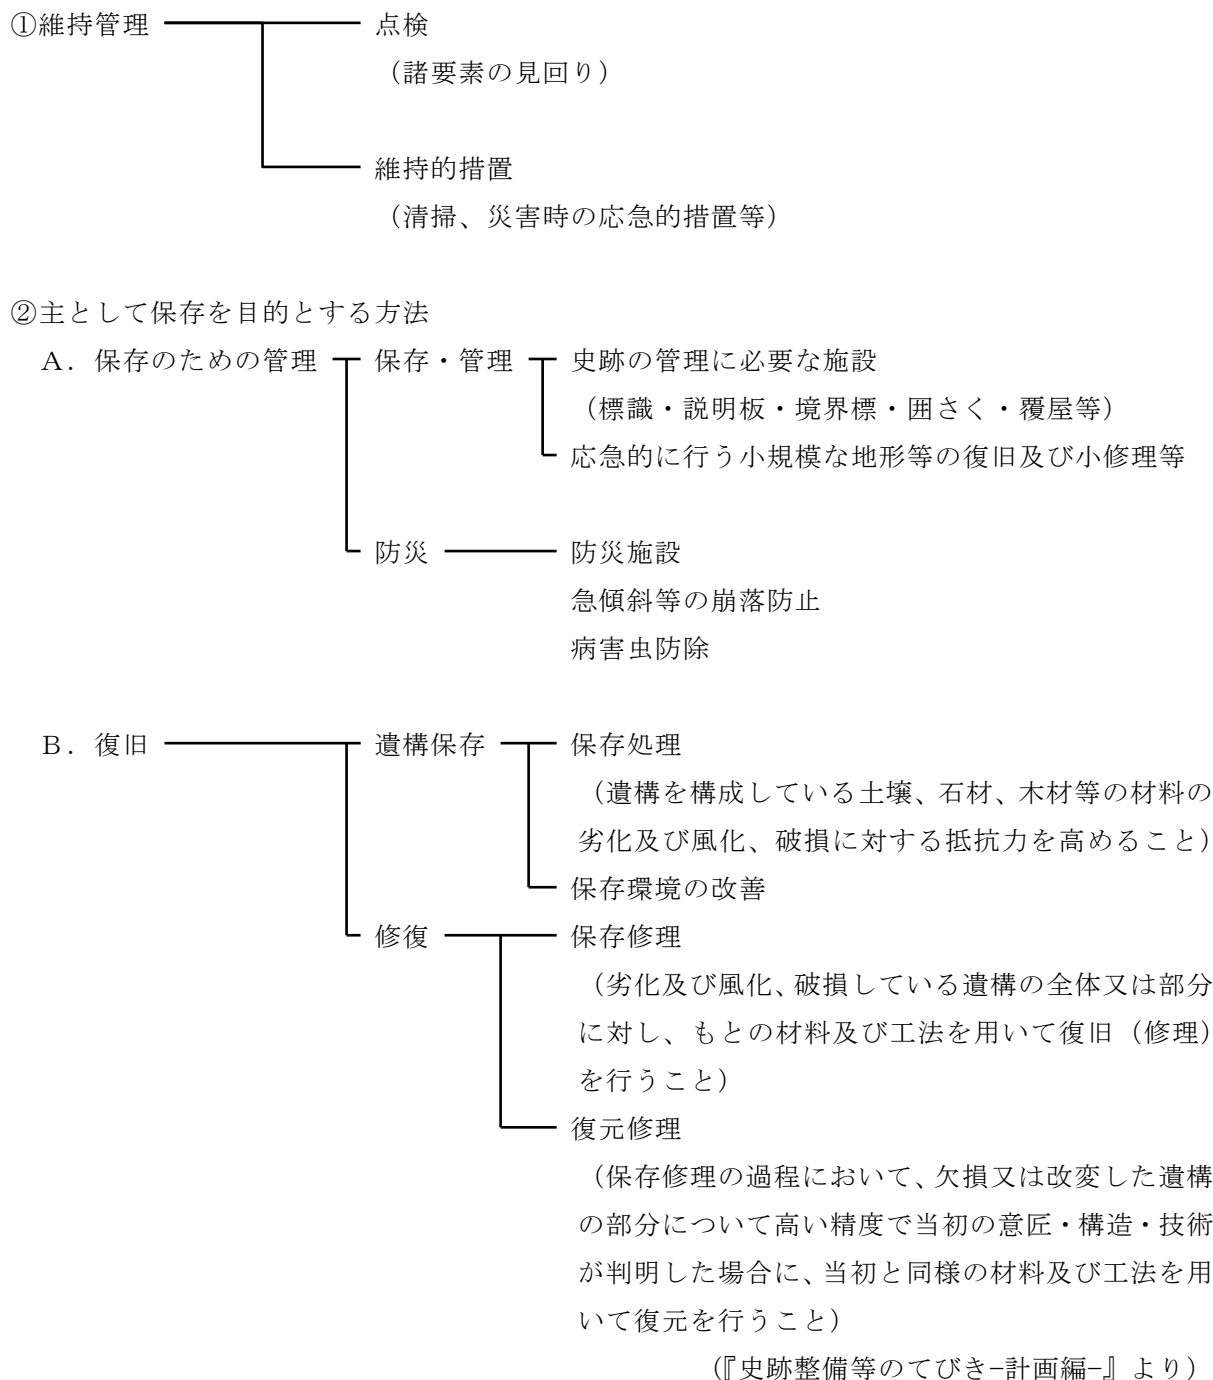 ①維持管理 点検
（諸要素の見回り）
維持的措置
（清掃、災害時の応急的措置等）
②主として保存を目的とする方法
Ａ．保存のための管理 保存・管理 史跡の管理に必要な施設
（標識・説明板・境界標・囲さく・覆屋等）
応急的に行う小規模な地形等の復旧及び小修理等
防災 防災施設
急傾斜等の崩落防止
病害虫防除
Ｂ．復旧 遺構保存 保存処理
（遺構を構成している土壌、石材、木材等の材料の
劣化及び風化、破損に対する抵抗力を高めること）
保存環境の改善
修復 保存修理
（劣化及び風化、破損している遺構の全体又は部分
に対し、もとの材料及び工法を用いて復旧（修理）
を行うこと）
復元修理
（保存修理の過程において、欠損又は改変した遺構
の部分について高い精度で当初の意匠・構造・技術
が判明した場合に、当初と同様の材料及び工法を用
いて復元を行うこと）
（『史跡整備等のてびき−計画編−』より）